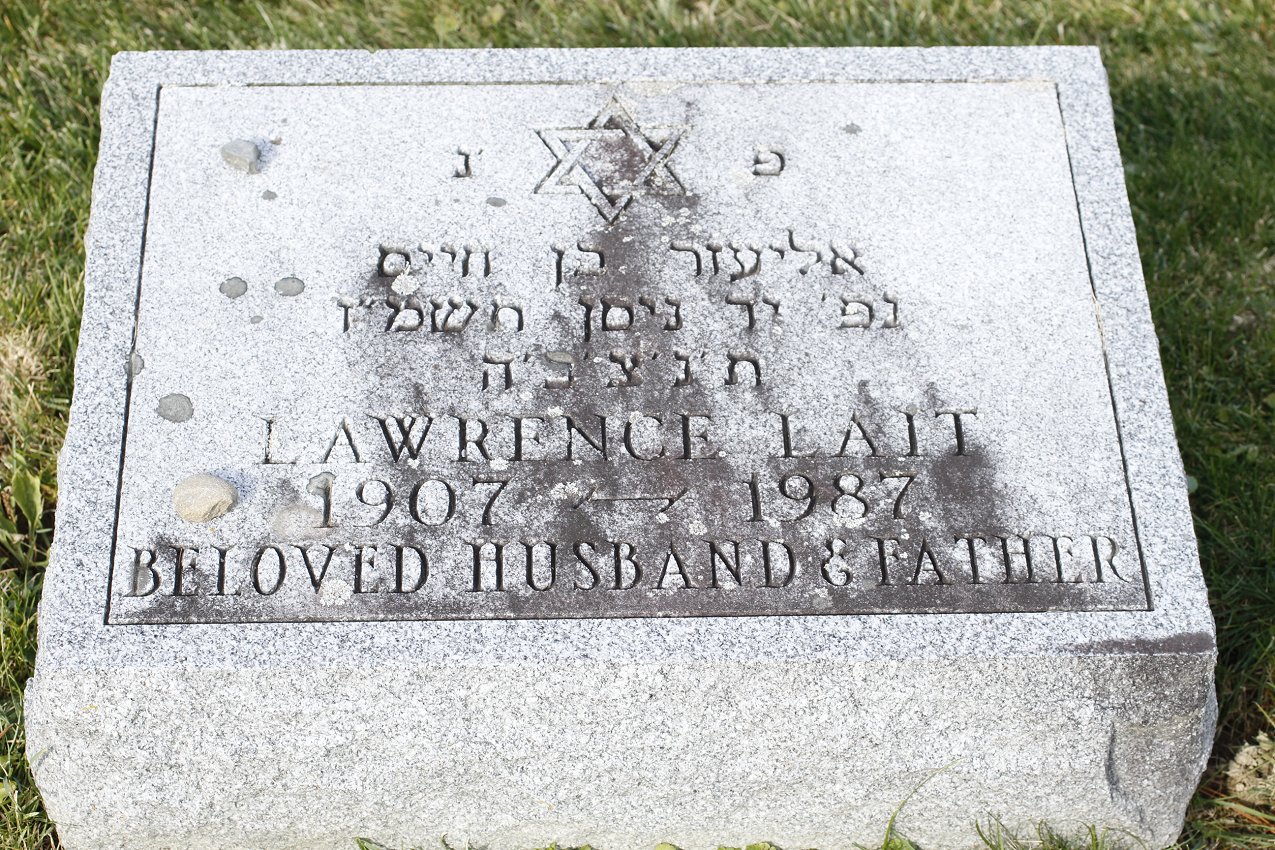 פ נ'
אליעזר בן חיים
נפ' יד ניסן תשמ"ז
ת'נ'צ'ב'ה
LAWRENCE LAIT
1907 – 1987
BELOVED HUSBAND & FATHER